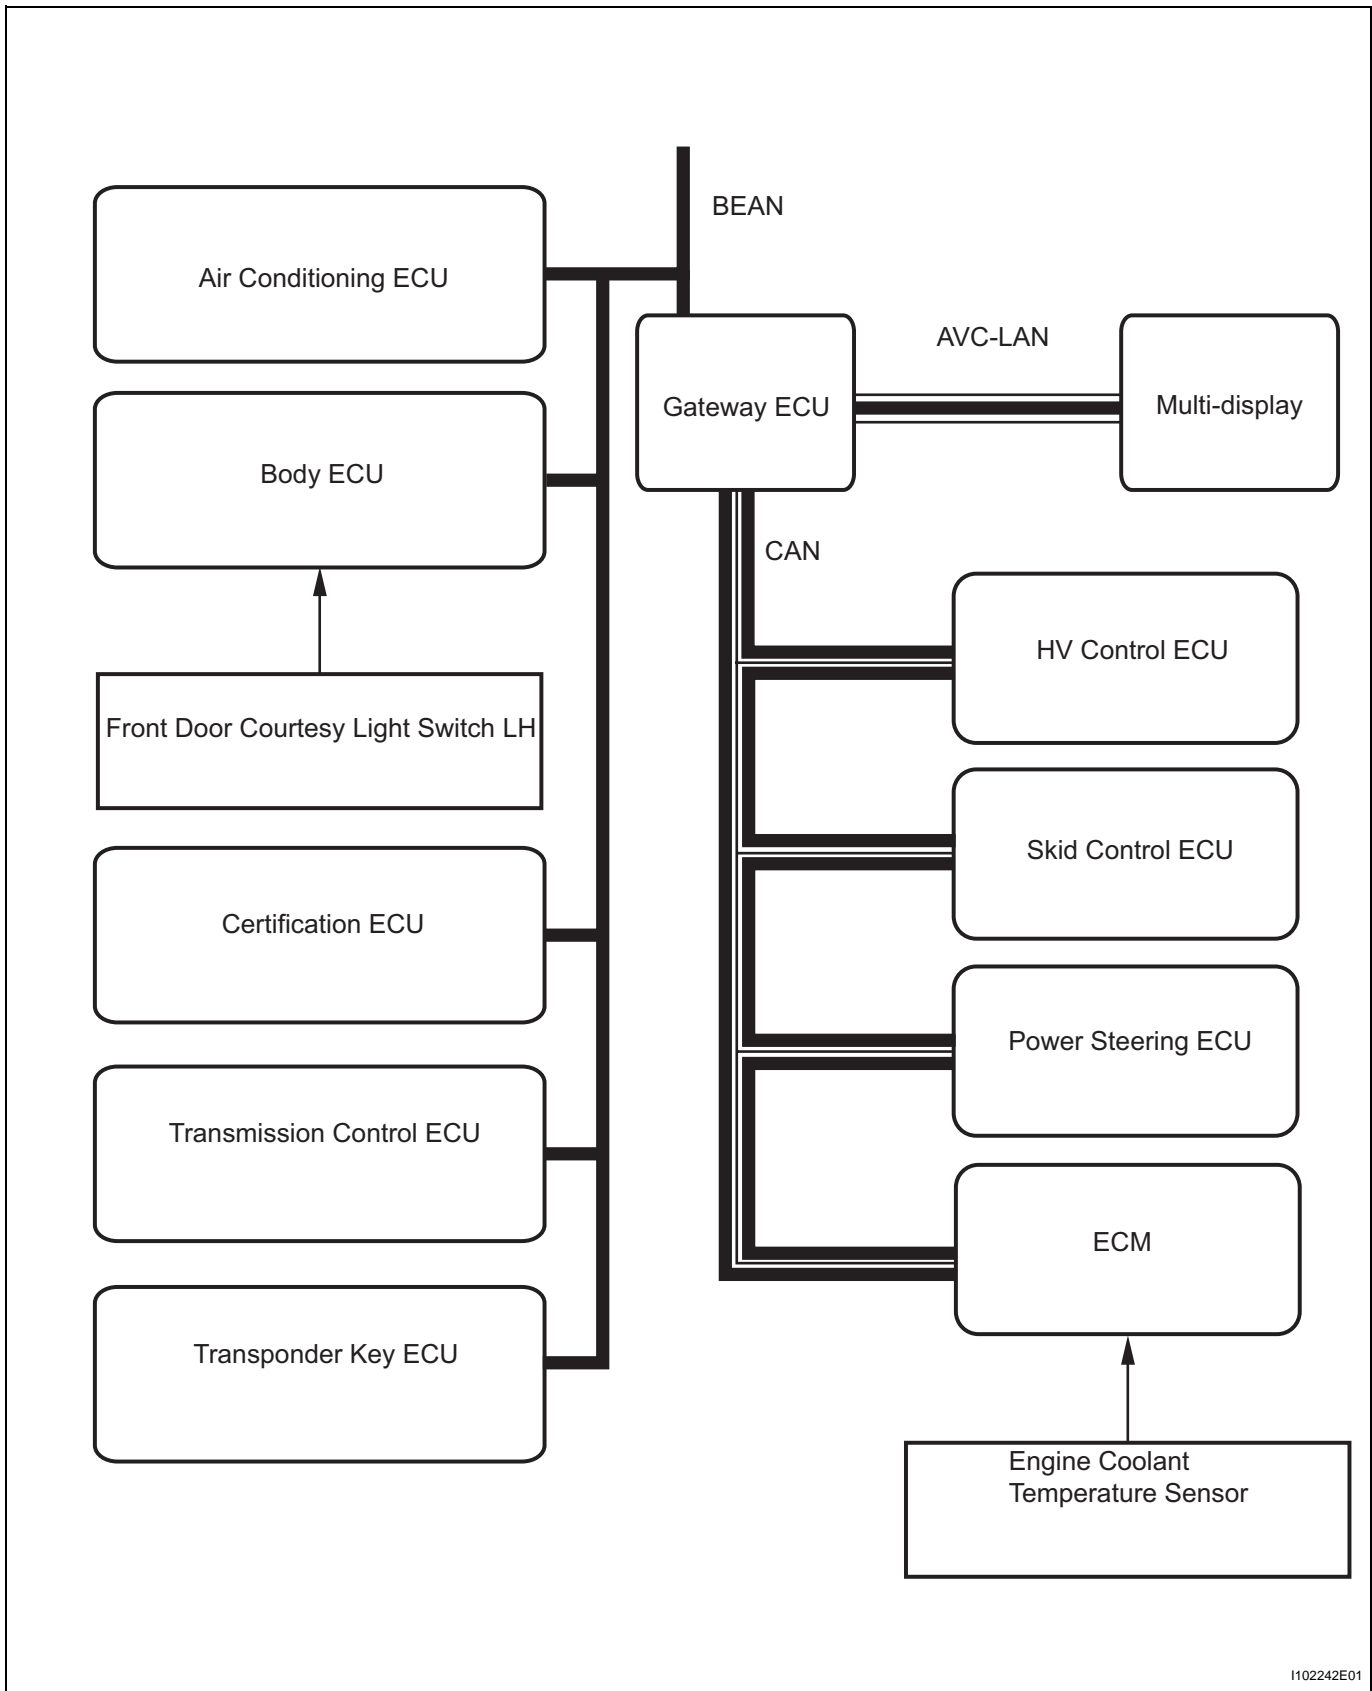 BEAN
Air Conditioning ECU
AVC-LAN
Gateway ECU
Multi-display
Body ECU
CAN
HV Control ECU
Front Door Courtesy Light Switch LH
Skid Control ECU
Certification ECU
Power Steering ECU
Transmission Control ECU
ECM
Transponder Key ECU
Engine Coolant
Temperature Sensor
I102242E01